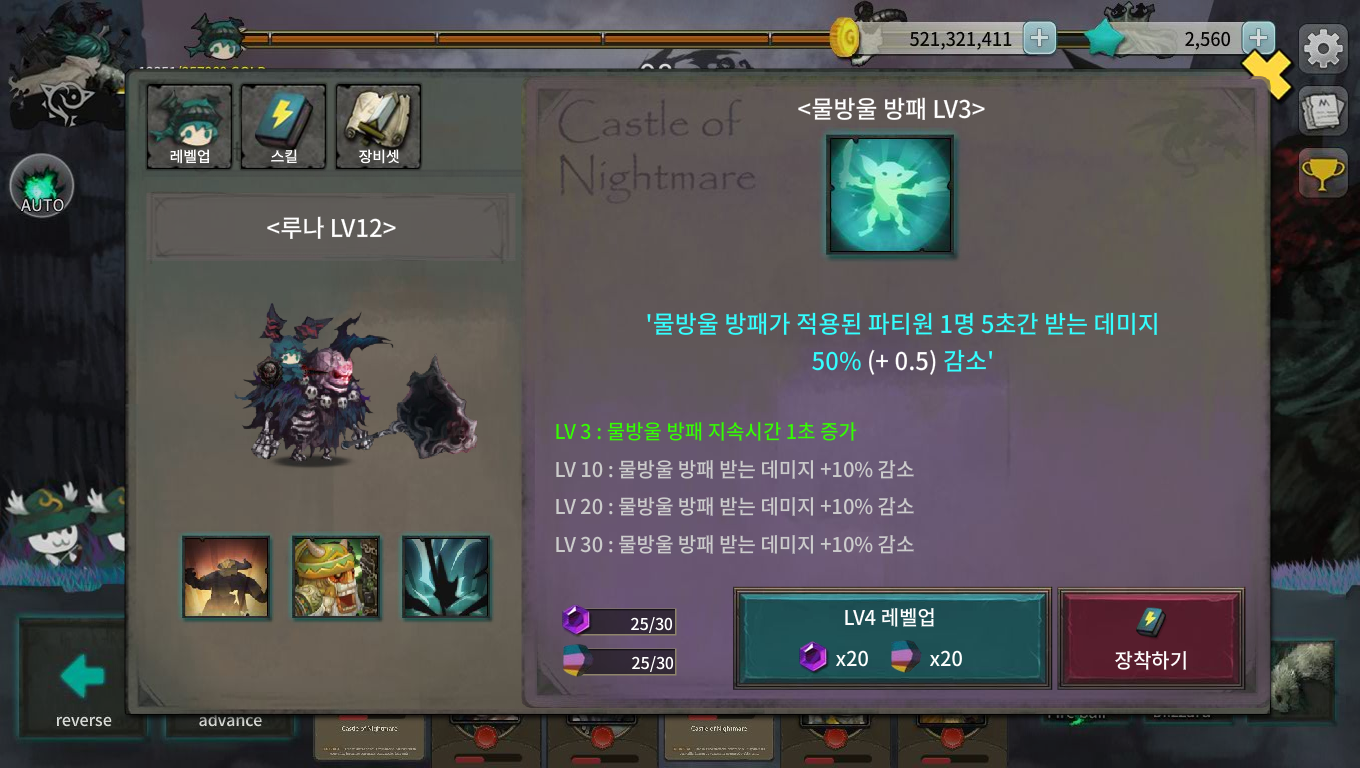 521,321,411
2,560
레벨업
스킬
장비셋
Castle of
Nightmare
<물방울 방패 LV3>
AUTO
<루나 LV12>
'물방울 방패가 적용된 파티원 1명 5초간 받는 데미지
50% (+ 0.5) 감소'
LV 3 : 물방울 방패 지속시간 1초 증가
LV 10 : 물방울 방패 받는 데미지 +10% 감소
LV 20 : 물방울 방패 받는 데미지 +10% 감소
LV 30 : 물방울 방패 받는 데미지 +10% 감소
25/30
25/30
LV4 레벨업
x20
x20
장착하기
reverse
advance
Castle of Nightmare
Castle of Nightmare